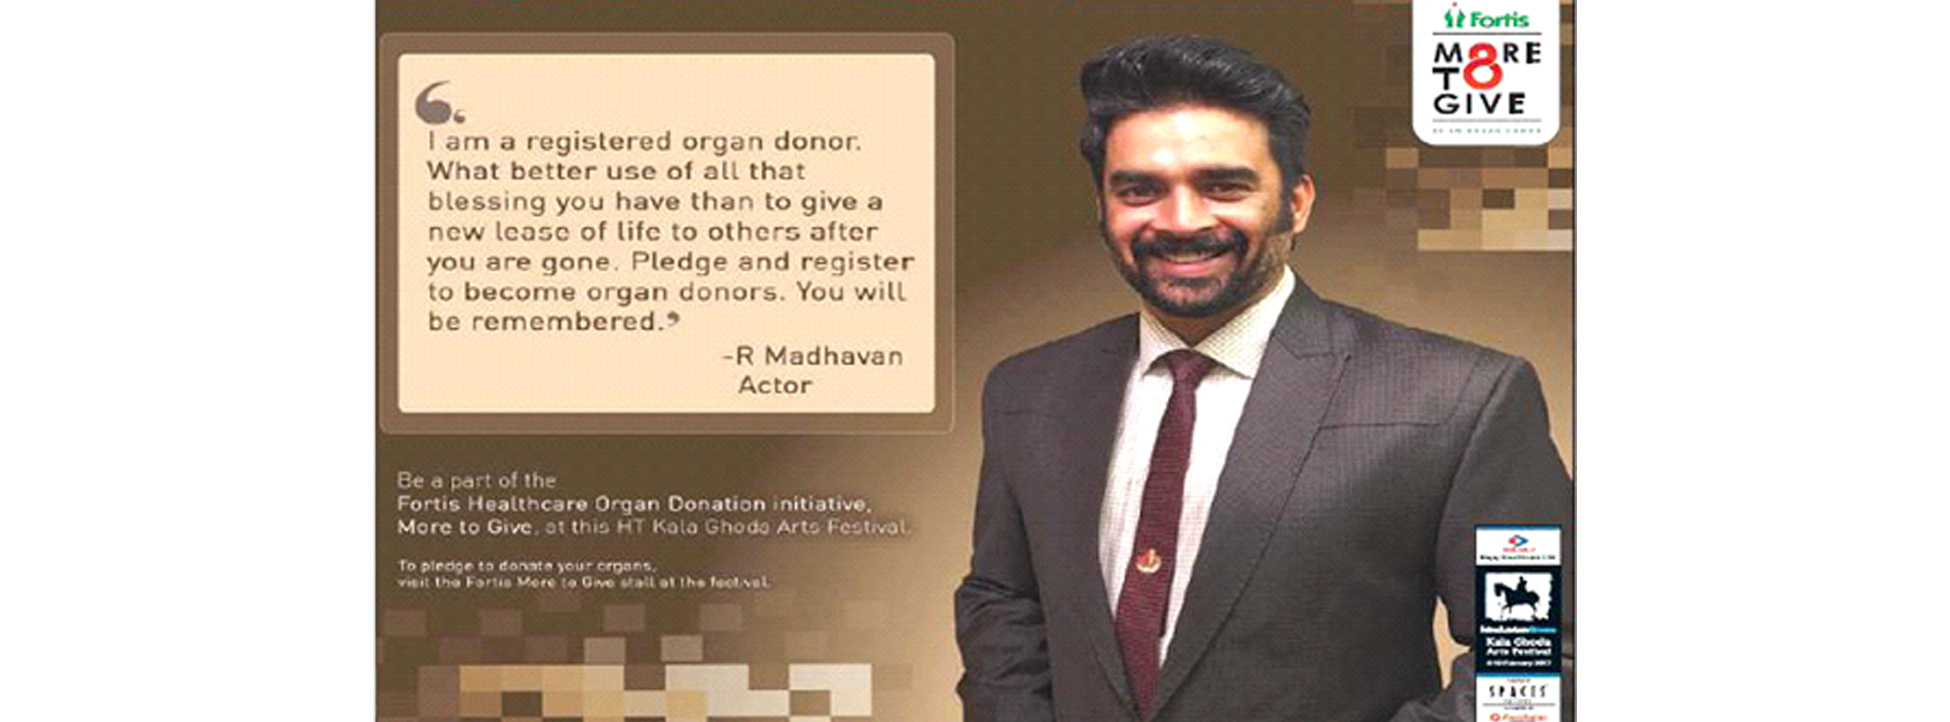 I am a registered organ donor.
What better use of all that
blessing you have than to give a
new lease of life to others after
you are gone. Pledge and register
to become organ donors. You will
be remembered.’
-R Madhavan
Actor
Be a part of the
Fortis Healthcare Organ Donation initiative,
More to Give, at this HT Kala Ghoda Arts Festival.
To pledge to donate your organs,
visit the Fortis More to Give stall at the festival.
Fortis
MORE
TO
GIVE
Kala Ghoda
Arts Festival
SPACES